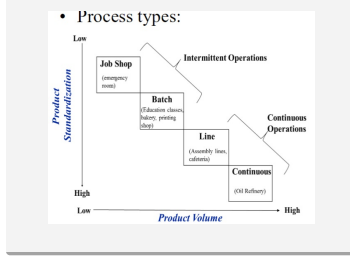 • Process types:
Low
Job Shop
(emergency
room)
Intermittent Operations
Batch
(Education classes,
bakery, printing
shop)
Continuous
Operations
Line
(Assembly lines,
cafeteria)
Continuous
(Oil Refinery)
Product
Standardization
High
Low
High
Product Volume